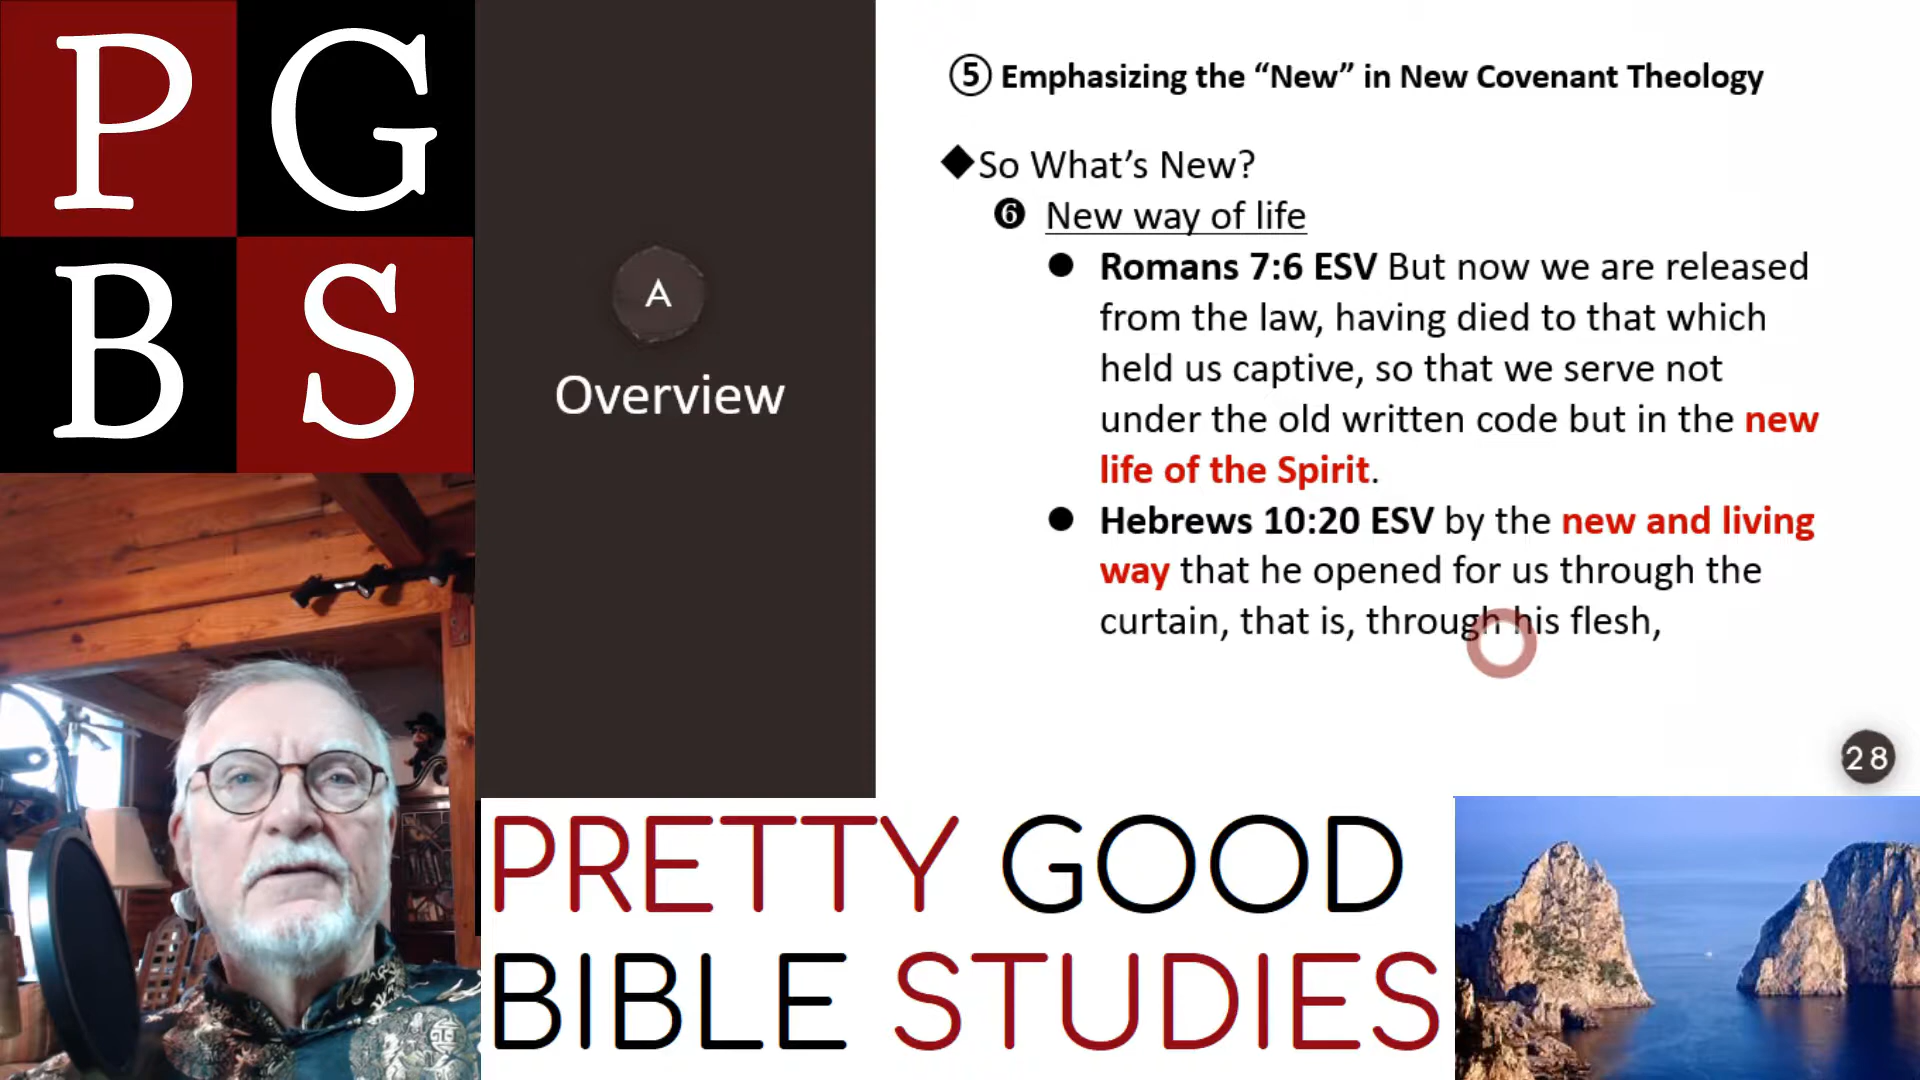 P G
B S
A
Overview
⑤ Emphasizing the “New” in New Covenant Theology
◆So What’s New?
❻ New way of life
● Romans 7:6 ESV But now we are released
from the law, having died to that which
held us captive, so that we serve not
under the old written code but in the new
life of the Spirit.
● Hebrews 10:20 ESV by the new and living
way that he opened for us through the
curtain, that is, through his flesh,
28
PRETTY GOOD
BIBLE STUDIES